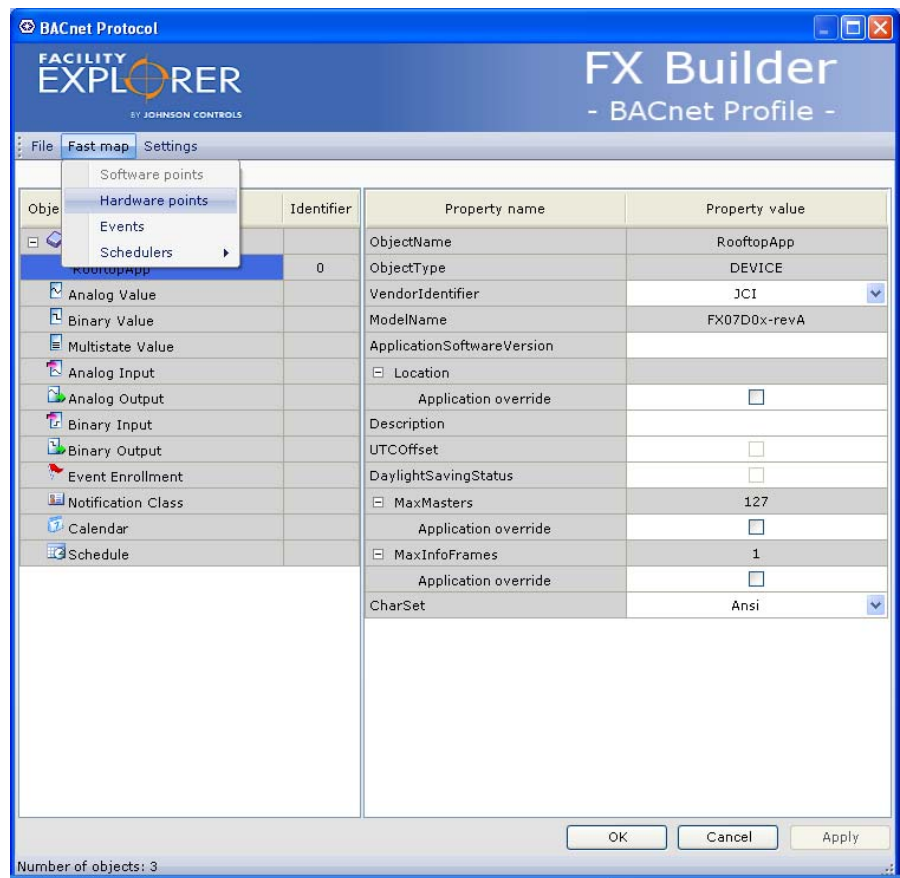 BACnet Protocol
FACILITY
EXPLORER
BY JOHNSON CONTROLS
FX Builder
- BACnet Profile -
File Fast map Settings
Software points
Hardware points
Events
Schedulers
Obje Identifier
RooftopApp 0
Analog Value
Binary Value
Multistate Value
Analog Input
Analog Output
Binary Input
Binary Output
Event Enrollment
Notification Class
Calendar
Schedule
Property name Property value
ObjectName RooftopApp
ObjectType DEVICE
VendorIdentifier JCI
ModelName FX07D0x-revA
ApplicationSoftwareVersion
Location
Application override
Description
UTCOffset
DaylightSavingStatus
MaxMasters 127
Application override
MaxInfoFrames 1
Application override
CharSet Ansi
OK Cancel Apply
Number of objects: 3